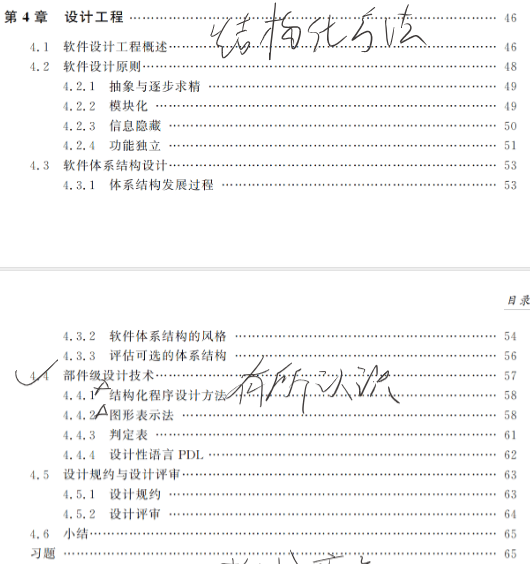 第 4 章 设计工程 …… 46
结构化方法
4.1 软件设计工程概述 …… 46
4.2 软件设计原则 …… 48
4.2.1 抽象与逐步求精 …… 49
4.2.2 模块化 …… 49
4.2.3 信息隐藏 …… 50
4.2.4 功能独立 …… 51
4.3 软件体系结构设计 …… 53
4.3.1 体系结构发展过程 …… 53
目录
4.3.2 软件体系结构的风格 …… 54
4.3.3 评估可选的体系结构 …… 56
4.4 部件级设计技术 …… 57
有所认识
4.4.1 结构化程序设计方法 …… 58
4.4.2 图形表示法 …… 58
4.4.3 判定表 …… 61
4.4.4 设计性语言 PDL …… 62
4.5 设计规约与设计评审 …… 63
4.5.1 设计规约 …… 63
4.5.2 设计评审 …… 64
4.6 小结 …… 65
习题 …… 65